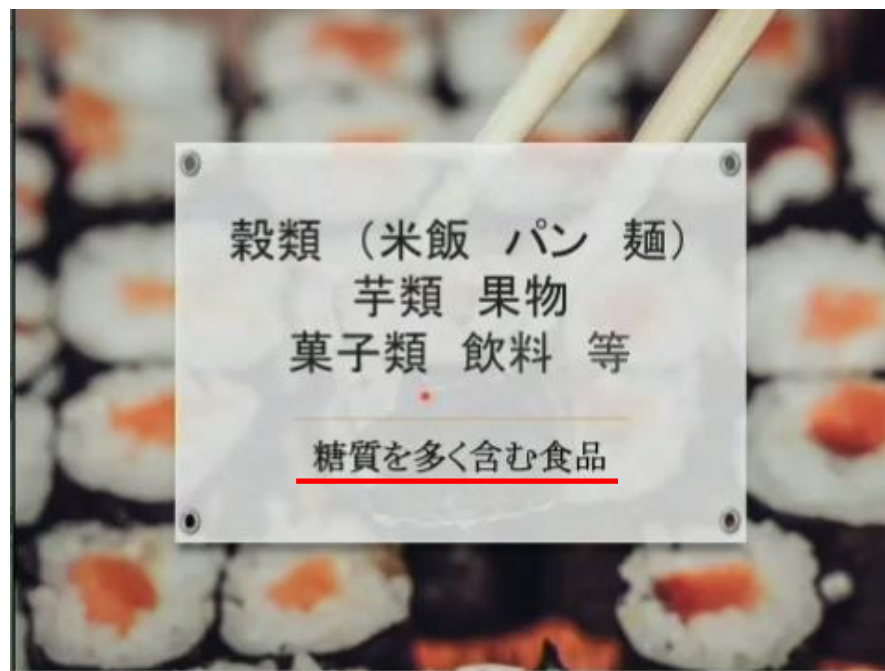 穀類 （米飯 パン 麺）
芋類 果物
菓子類 飲料 等
糖質を多く含む食品